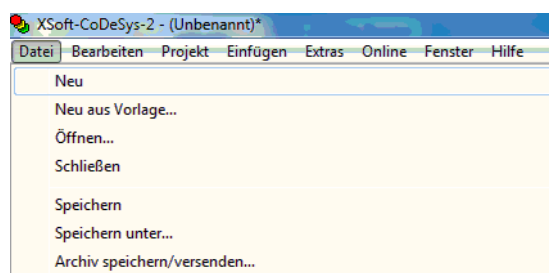 XSoft-CoDeSys-2 - (Unbenannt)*
Datei Bearbeiten Projekt Einfügen Extras Online Fenster Hilfe
Neu
Neu aus Vorlage...
Öffnen...
Schließen
Speichern
Speichern unter...
Archiv speichern/versenden...